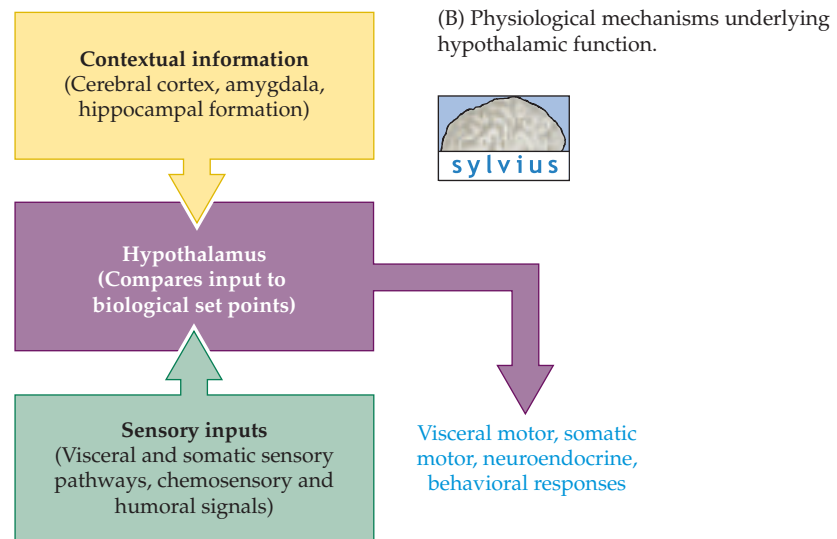 Contextual information
(Cerebral cortex, amygdala,
hippocampal formation)
(B) Physiological mechanisms underlying
hypothalamic function.
sylvius
Hypothalamus
(Compares input to
biological set points)
Sensory inputs
(Visceral and somatic sensory
pathways, chemosensory and
humoral signals)
Visceral motor, somatic
motor, neuroendocrine,
behavioral responses